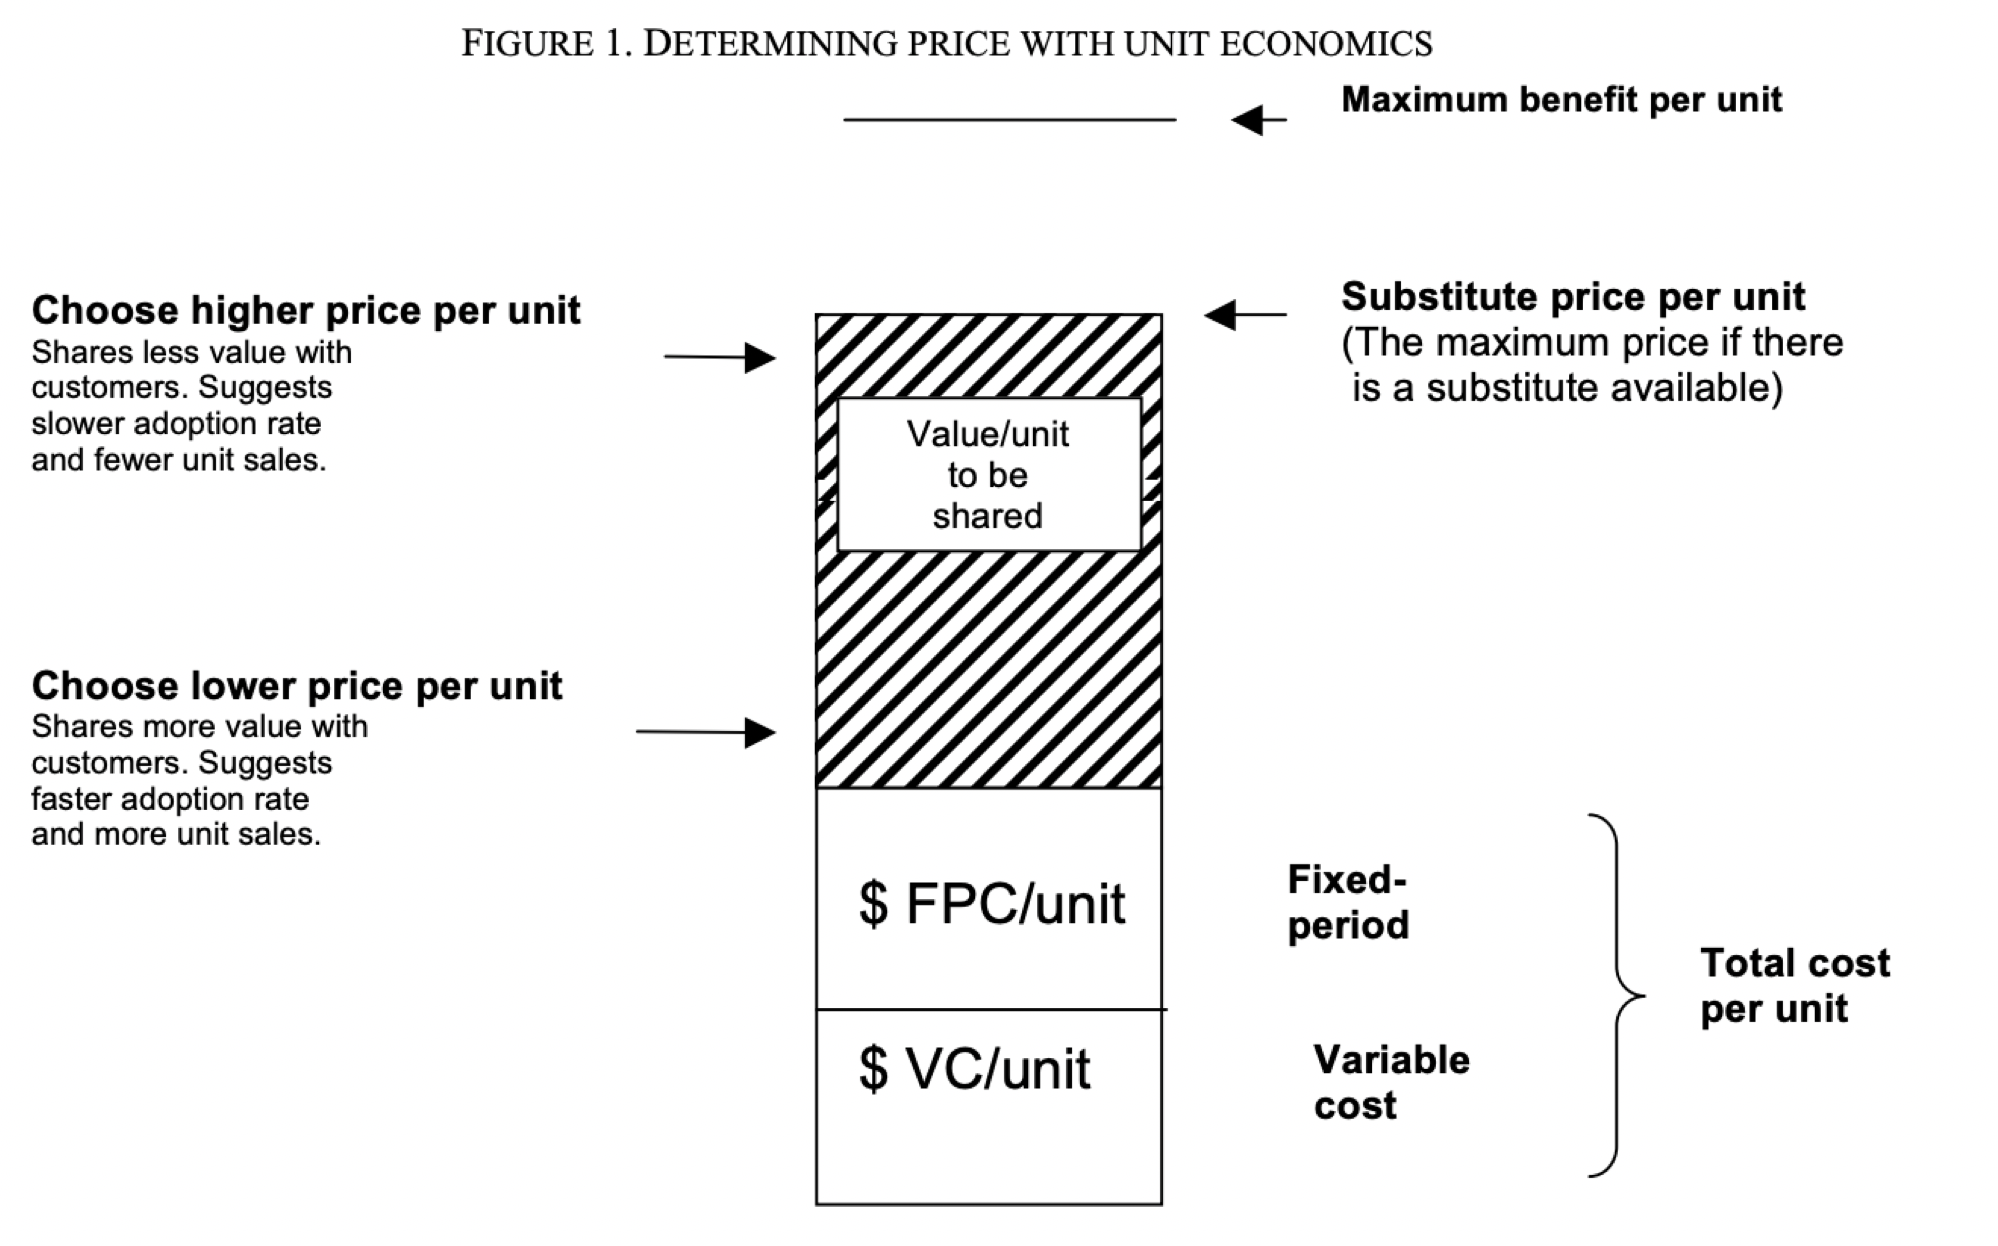 FIGURE 1. DETERMINING PRICE WITH UNIT ECONOMICS
Maximum benefit per unit
Substitute price per unit
(The maximum price if there
is a substitute available)
Choose higher price per unit
Shares less value with
customers. Suggests
slower adoption rate
and fewer unit sales.
Value/unit
to be
shared
Choose lower price per unit
Shares more value with
customers. Suggests
faster adoption rate
and more unit sales.
$ FPC/unit
Fixed-
period
$ VC/unit
Variable
cost
Total cost
per unit